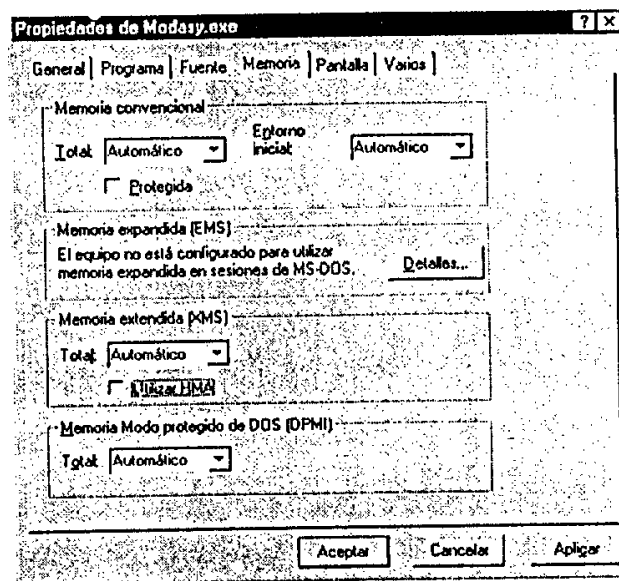 Propiedades de Modasy.exe ? ×
General Programa Fuente Memoria Pantalla Varios
Memoria convencional
Total: Automático Entorno inicial: Automático
Protegida
Memoria expandida (EMS)
El equipo no está configurado para utilizar
memoria expandida en sesiones de MS-DOS.
Detalles...
Memoria extendida (XMS)
Total: Automático
Utilizar HMA
Memoria Modo protegido de DOS (DPMI)
Total: Automático
Aceptar Cancelar Aplicar